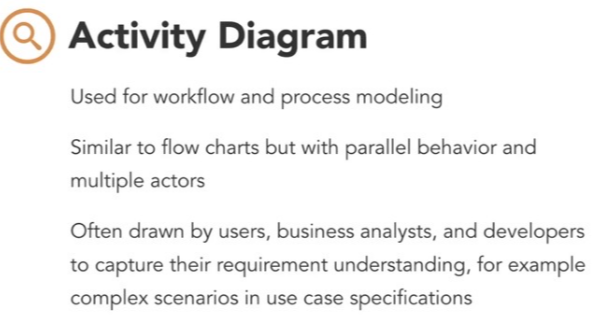 Activity Diagram
Used for workflow and process modeling
Similar to flow charts but with parallel behavior and
multiple actors
Often drawn by users, business analysts, and developers
to capture their requirement understanding, for example
complex scenarios in use case specifications